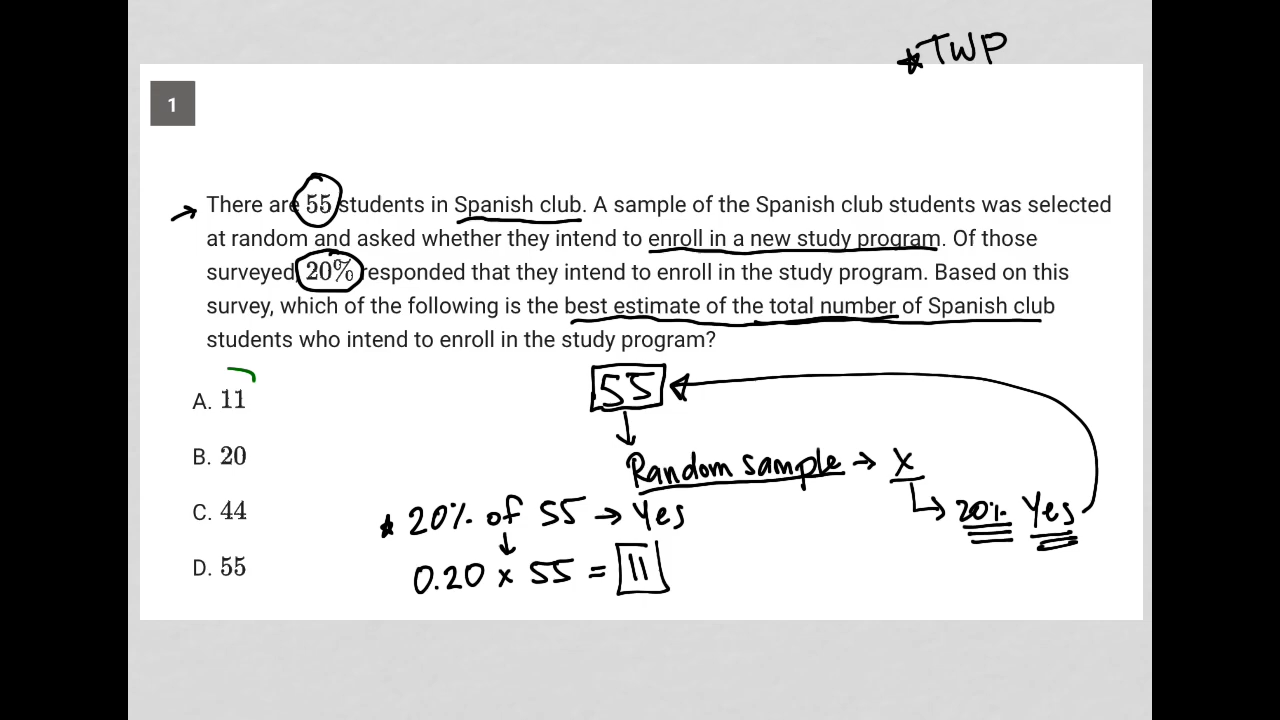 *TWP
1
There are 55 students in Spanish club. A sample of the Spanish club students was selected
at random and asked whether they intend to enroll in a new study program. Of those
surveyed, 20% responded that they intend to enroll in the study program. Based on this
survey, which of the following is the best estimate of the total number of Spanish club
students who intend to enroll in the study program?
A. 11
B. 20
C. 44
D. 55
55
Random sample → X
20% Yes
* 20% of 55 → Yes
0.20 x 55 = 11